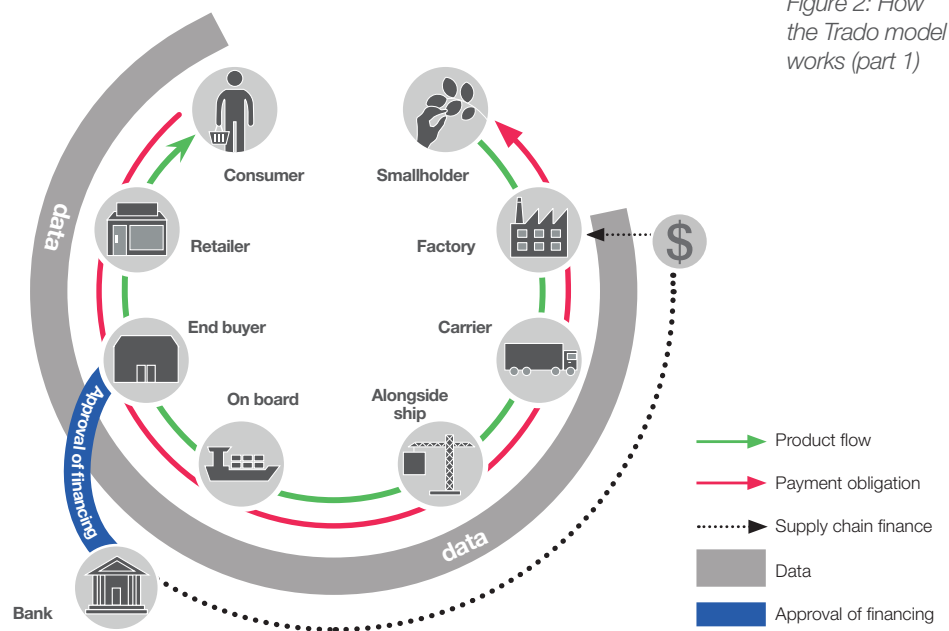 Figure 2: How
the Trado model
works (part 1)
Consumer
Smallholder
data
Retailer
Factory
$
End buyer
Carrier
On board
Alongside
ship
Approval of financing
data
Bank
Product flow
Payment obligation
Supply chain finance
Data
Approval of financing